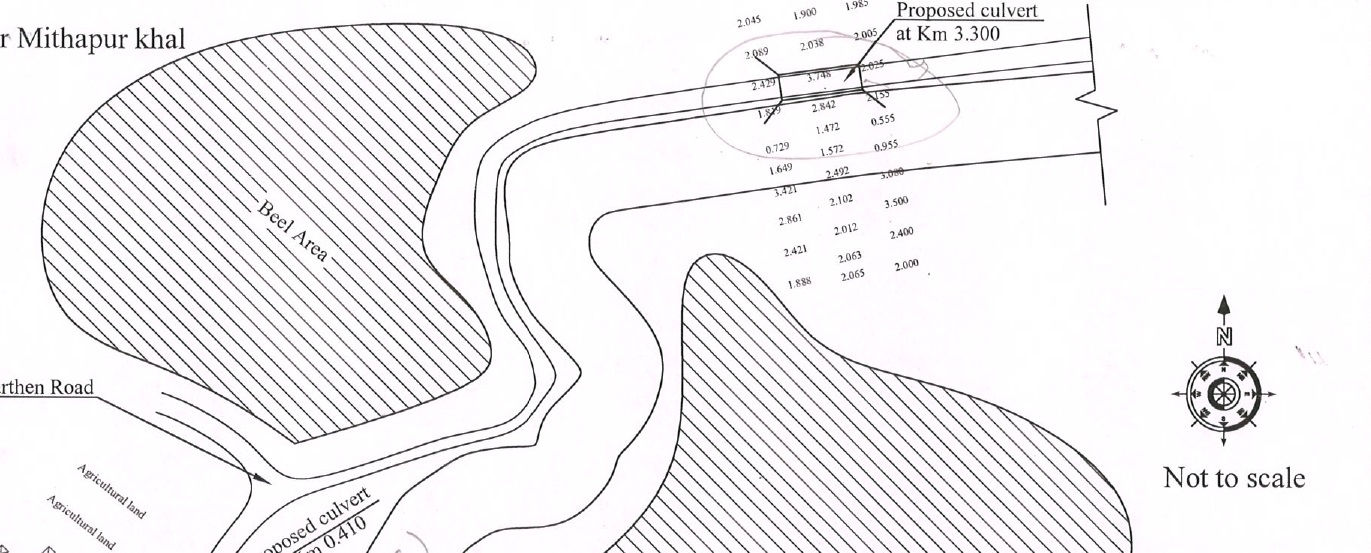 r Mithapur khal
Proposed culvert
at Km 3.300
2.045 1.900 1.985
2.089 2.038 2.005
2.429 3.748 2.025
1.819 2.842 2.155
1.472 0.555
0.729 1.572 0.955
1.649 2.492 3.080
3.421 2.102 3.500
2.861 2.012 2.400
2.421 2.063
1.888 2.065 2.000
Beel Area
rthen Road
Agricultural land
Agricultural land
oposed culvert
m 0.410
N
Not to scale